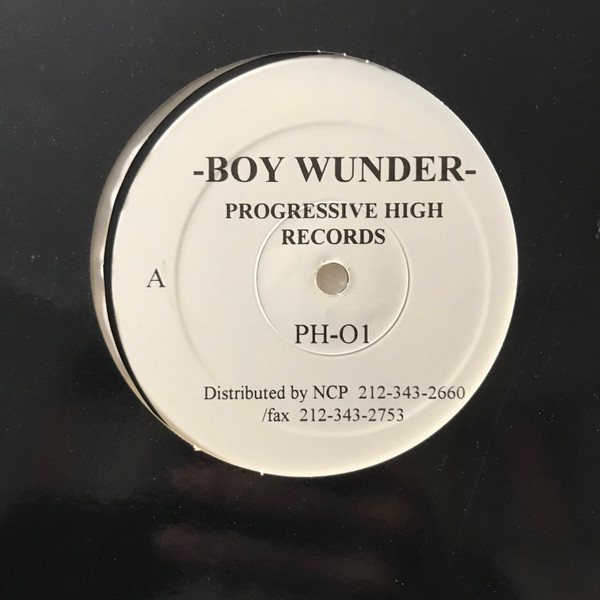 -BOY WUNDER-
PROGRESSIVE HIGH
RECORDS
A
PH-O1
Distributed by NCP 212-343-2660
/fax 212-343-2753